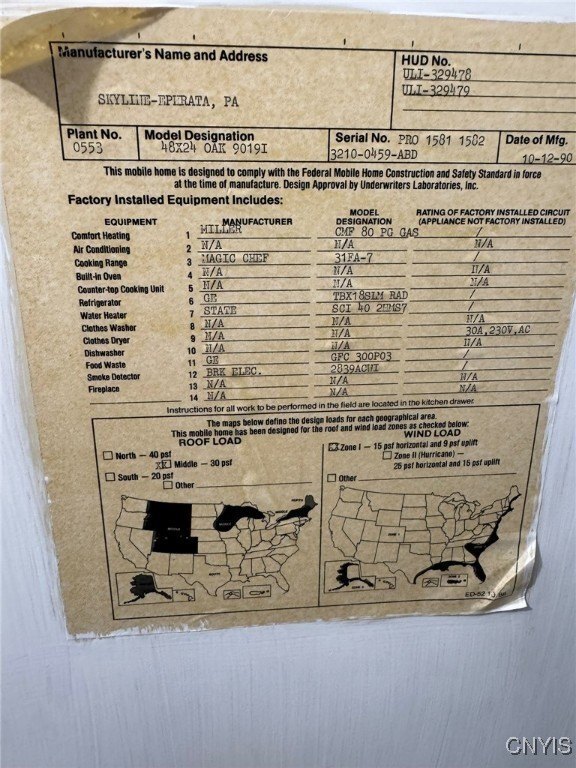 Manufacturer's Name and Address
SKYLINE-EPHRATA, PA
HUD No.
ULI-329478
ULI-329479
Plant No.
0553
Model Designation
48X24 OAK 9019I
Serial No. PRO 1581 1582
3210-0459-ABD
Date of Mfg.
10-12-90
This mobile home is designed to comply with the Federal Mobile Home Construction and Safety Standard in force
at the time of manufacture. Design Approval by Underwriters Laboratories, Inc.
Factory Installed Equipment Includes:
EQUIPMENT MANUFACTURER MODEL DESIGNATION RATING OF FACTORY INSTALLED CIRCUIT (APPLIANCE NOT FACTORY INSTALLED)
Comfort Heating 1 MILLER CMF 80 PG GAS /
Air Conditioning 2 N/A N/A N/A
Cooking Range 3 MAGIC CHEF 31FA-7 /
Built-in Oven 4 N/A N/A N/A
Counter-top Cooking Unit 5 N/A N/A N/A
Refrigerator 6 GE TBX18SLM RAD /
Water Heater 7 STATE SCI 40 2HMS7 /
Clothes Washer 8 N/A N/A N/A
Clothes Dryer 9 N/A N/A 30A,230V,AC
Dishwasher 10 N/A N/A /
Food Waste 11 GE GFC 300P03 /
Smoke Detector 12 BRK ELEC. 2839ACWI /
Fireplace 13 N/A N/A N/A
14 N/A N/A N/A
Instructions for all work to be performed in the field are located in the kitchen drawer.
The maps below define the design loads for each geographical area.
This mobile home has been designed for the roof and wind load zones as checked below:
ROOF LOAD
North — 40 psf
XX Middle — 30 psf
South — 20 psf
Other
WIND LOAD
Zone I — 15 psf horizontal and 9 psf uplift
Zone II (Hurricane) —
25 psf horizontal and 15 psf uplift
Other
NORTH
MIDDLE
SOUTH
ZONE 1
ZONE 2
CNYIS